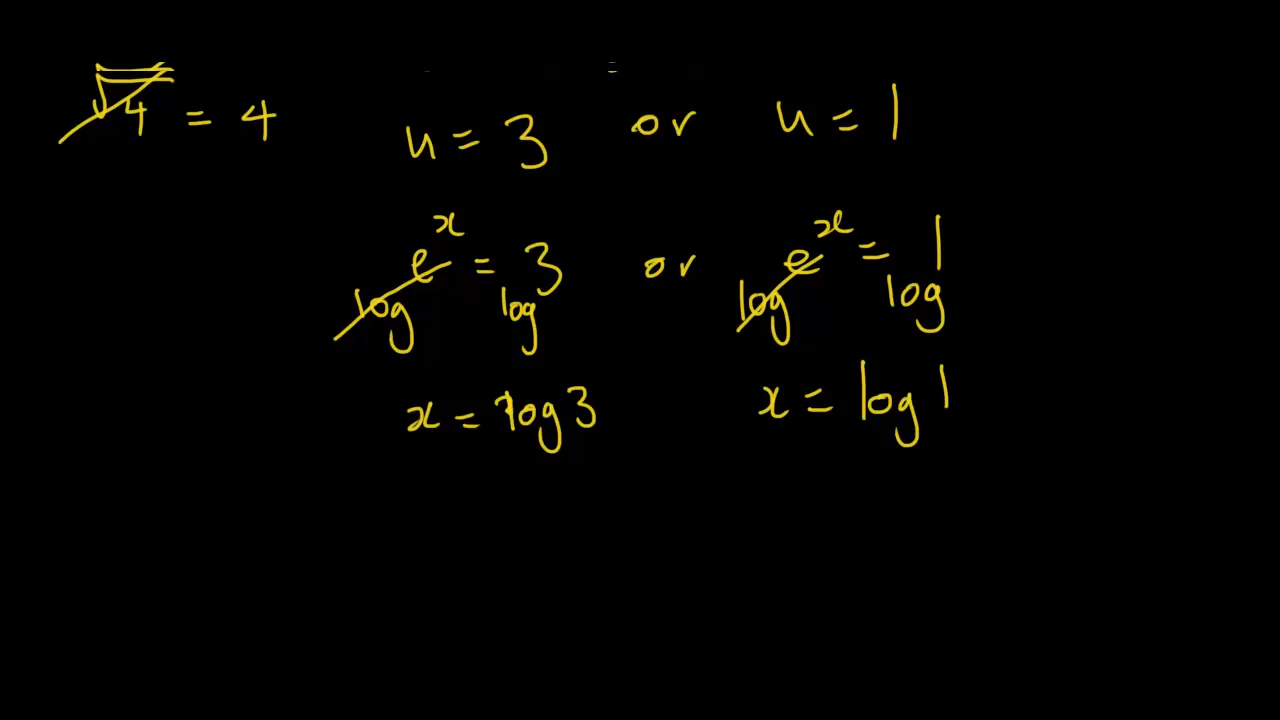 √4 = 4 u = 3 or u = 1
log e^x = log 3 or log e^x = log 1
x = log 3 x = log 1